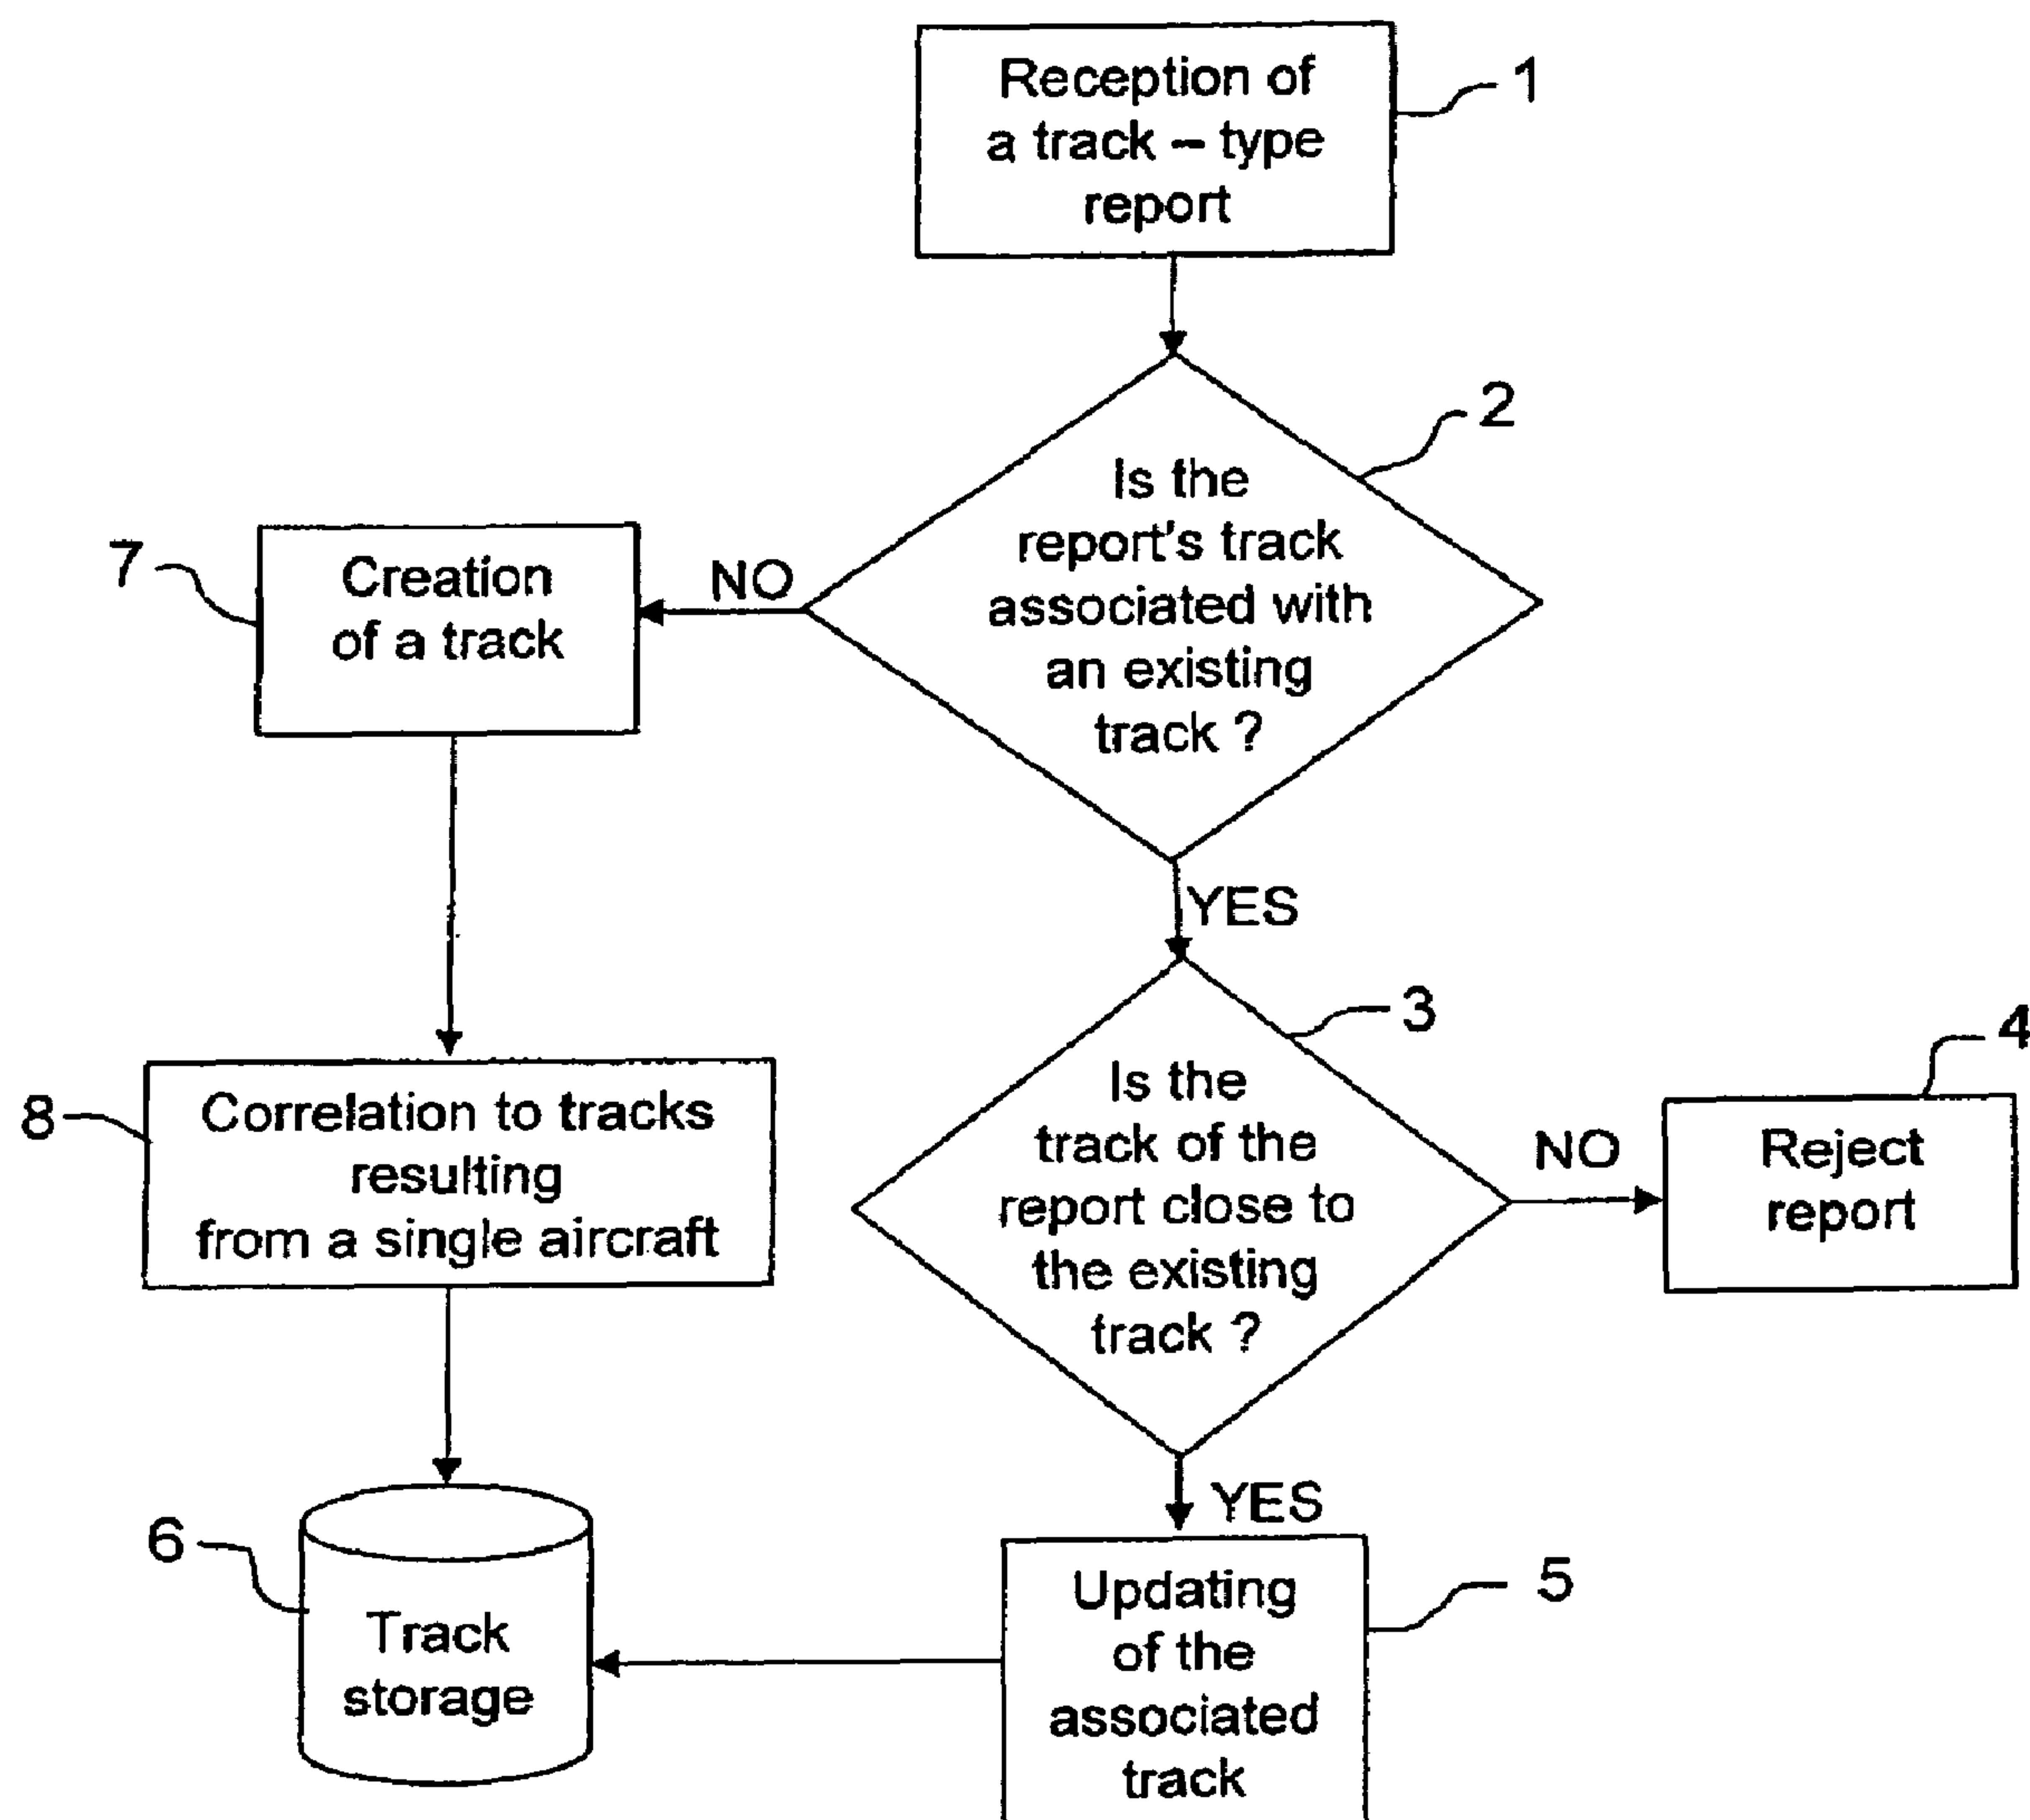 Reception of
a track – type
report
1
Is the
report's track
associated with
an existing
track ?
2
NO
Creation
of a track
7
YES
Is the
track of the
report close to
the existing
track ?
3
NO
Reject
report
4
Correlation to tracks
resulting
from a single aircraft
8
YES
Updating
of the
associated
track
5
Track
storage
6